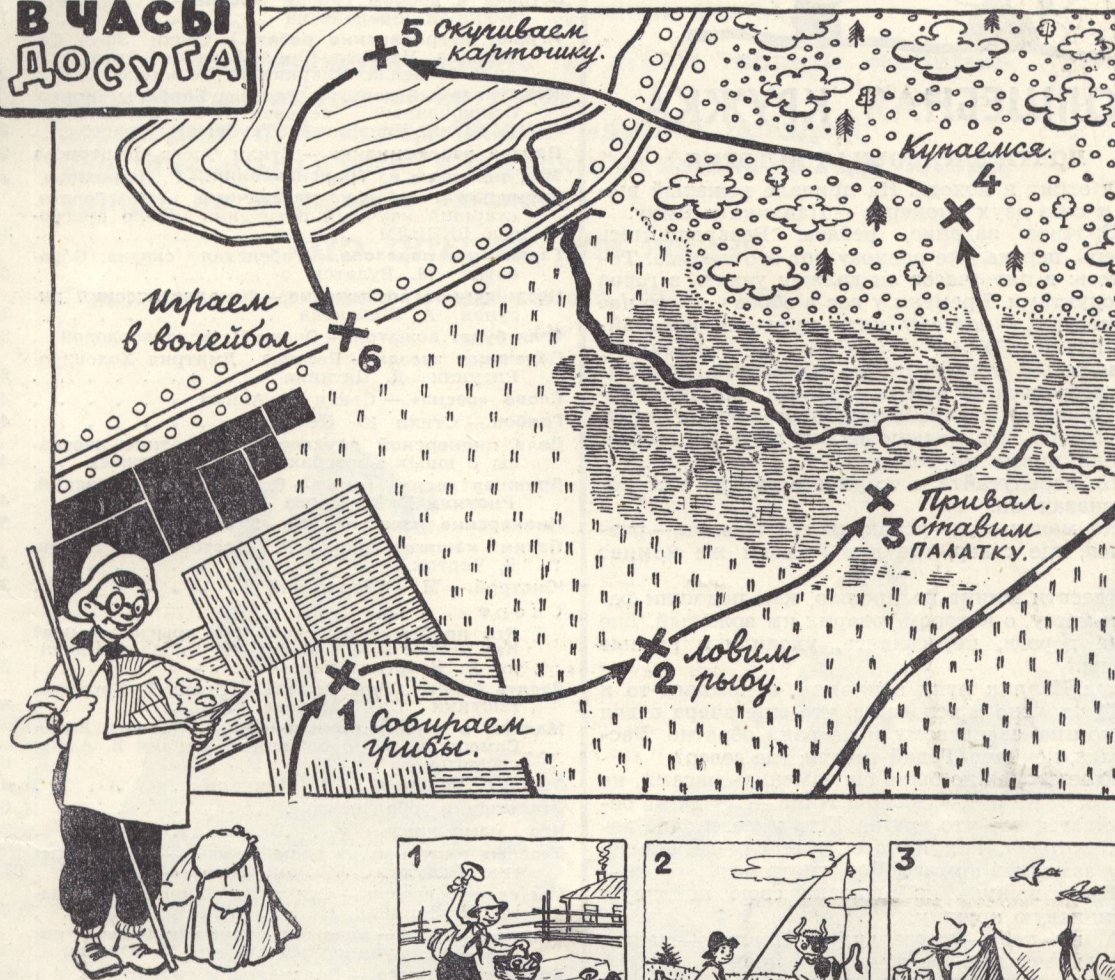 В ЧАСЫ
ДОСУГА
5 Окучиваем
картошку.
Купаемся.
4
Играем
в волейбол.
6
Привал.
3 Ставим
ПАЛАТКУ.
Ловим
2 рыбу.
1 Собираем
грибы.
1
2
3